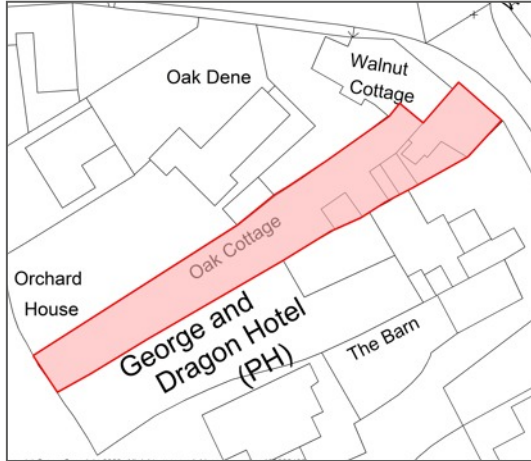 Oak Dene
Walnut
Cottage
Oak Cottage
Orchard
House
George and
Dragon Hotel
(PH)
The Barn